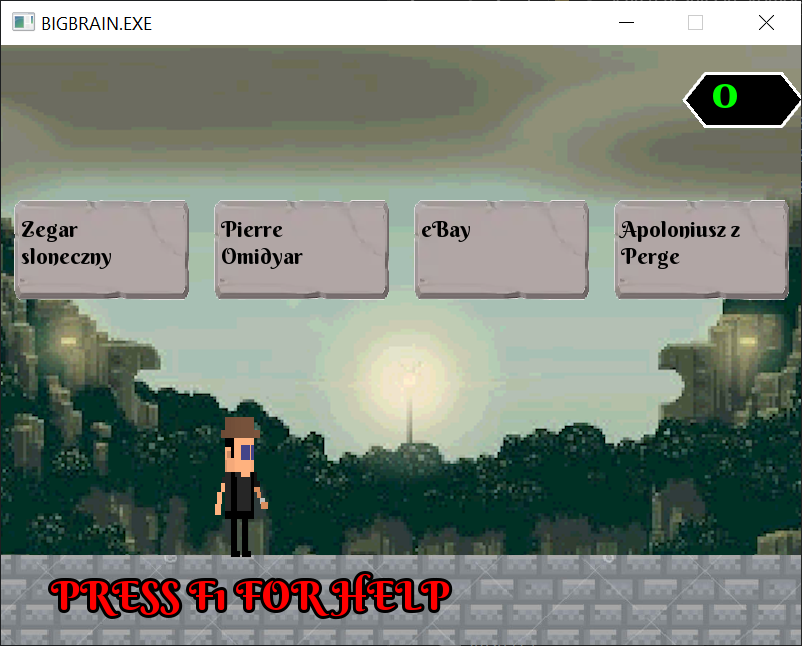 BIGBRAIN.EXE
0
Zegar
sloneczny
Pierre
Omidyar
eBay
Apoloniusz z
Perge
PRESS F1 FOR HELP